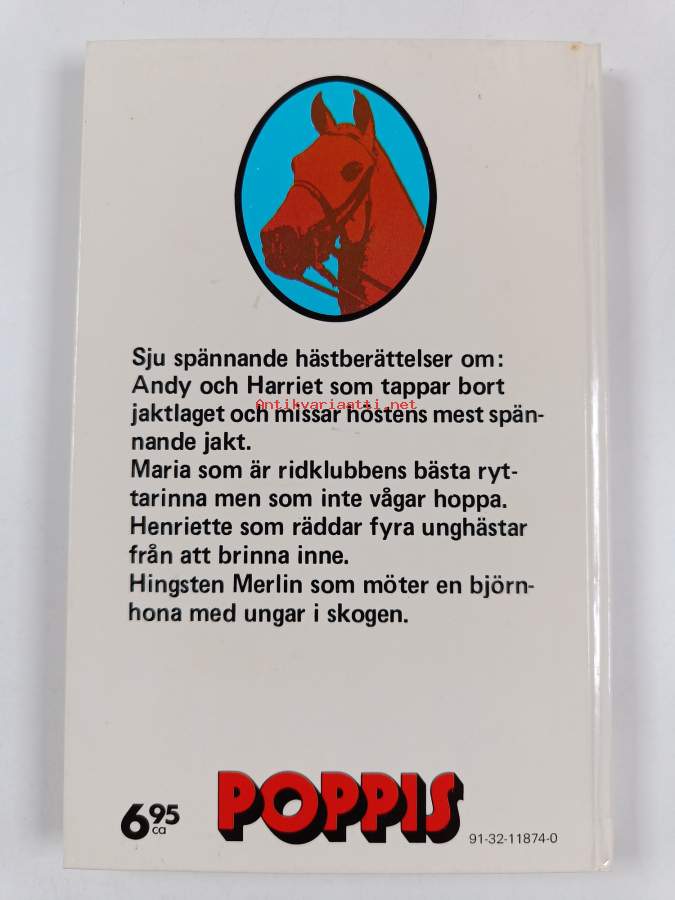 Sju spännande hästberättelser om:
Andy och Harriet som tappar bort
Antikvariaatti.net
jaktlaget och missar höstens mest spän-
nande jakt.
Maria som är ridklubbens bästa ryt-
tarinna men som inte vågar hoppa.
Henriette som räddar fyra unghästar
från att brinna inne.
Hingsten Merlin som möter en björn-
hona med ungar i skogen.
6 95 ca
POPPIS
91-32-11874-0